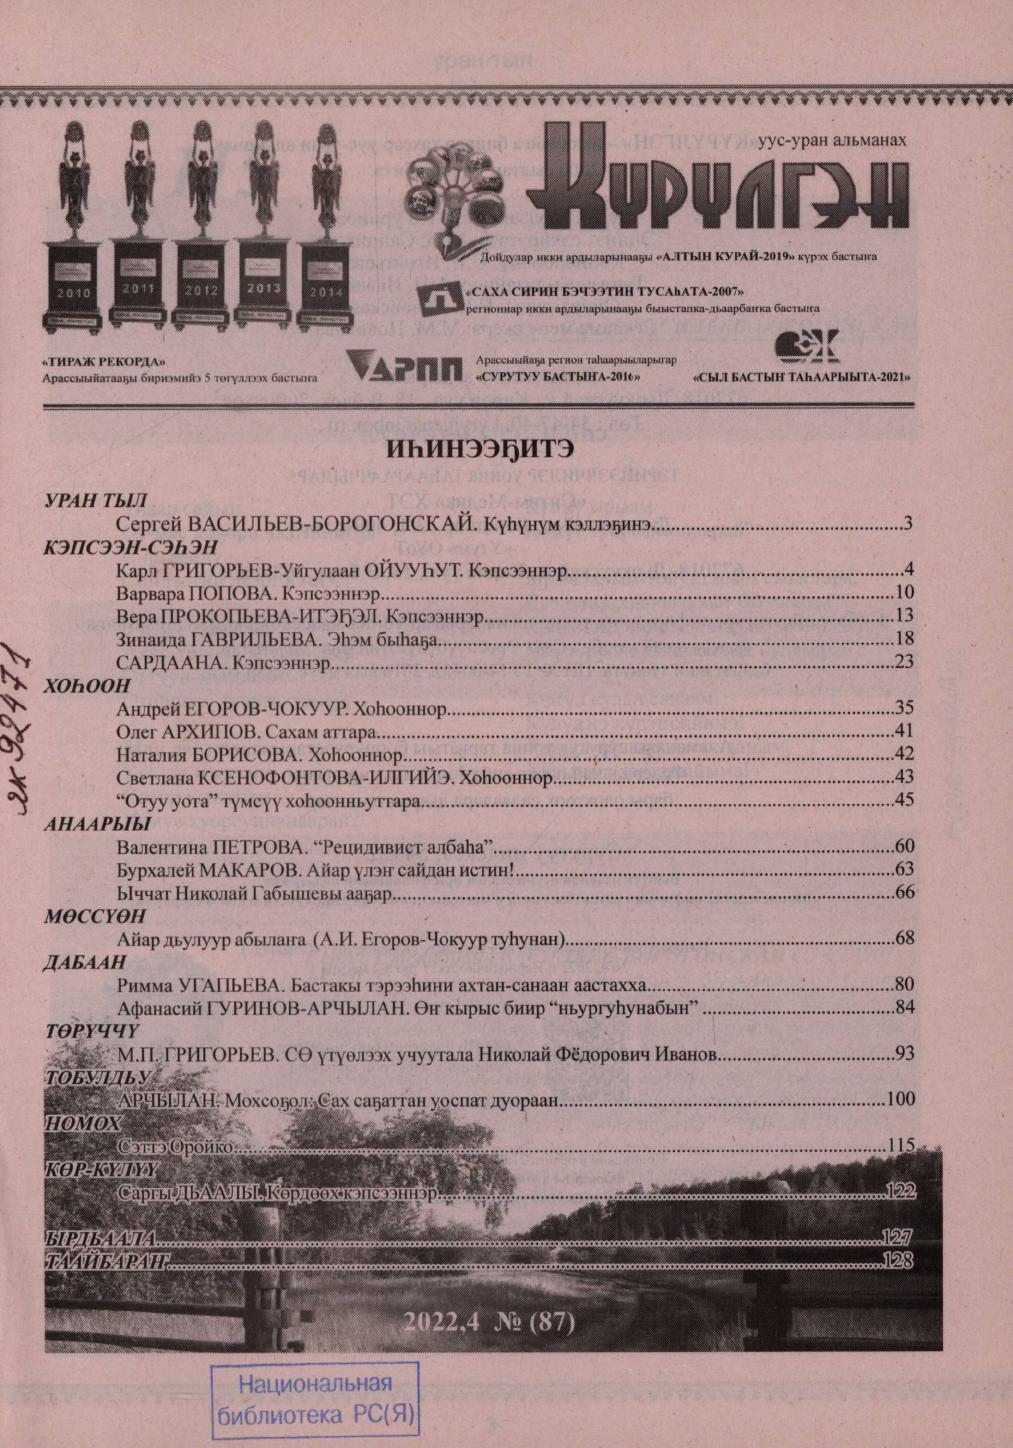 уус-уран альманах
КҮРҮЛГЭН
Дойдулар икки ардыларынааҕы «АЛТЫН КУРАЙ-2019» күрэх бастыҥа
2010 2011 2012 2013 2014
«САХА СИРИН БЭЧЭЭТИН ТУСАҺАТА-2007»
регионнар икки ардыларынааҕы быыстапка-дьаарбаҥка бастыҥа
«ТИРАЖ РЕКОРДА»
Арассыыйатааҕы бириэмийэ 5 төгүллээх бастыҥа
АРПП
Арассыыйаҕа регион таһаарыыларыгар
«СУРУТУУ БАСТЫҤА-2016»
«СЫЛ БАСТЫҤ ТАҺААРЫЫТА-2021»
ИҺИНЭЭҔИТЭ
УРАН ТЫЛ
Сергей ВАСИЛЬЕВ-БОРОГОНСКАЙ. Күһүнүм кэллэҕинэ...3
КЭПСЭЭН-СЭҺЭН
Карл ГРИГОРЬЕВ-Уйгулаан ОЙУУҺУТ. Кэпсээннэр...4
Варвара ПОПОВА. Кэпсээннэр...10
Вера ПРОКОПЬЕВА-ИТЭҔЭЛ. Кэпсээннэр...13
Зинаида ГАВРИЛЬЕВА. Эһэм быһаҕа...18
САРДААНА. Кэпсээннэр...23
ХОҺООН
Андрей ЕГОРОВ-ЧОКУУР. Хоһооннор...35
Олег АРХИПОВ. Сахам аттара...41
Наталия БОРИСОВА. Хоһооннор...42
Светлана КСЕНОФОНТОВА-ИЛГИЙЭ. Хоһооннор...43
“Отуу уота” түмсүү хоһоонньуттара...45
АНААРЫЫ
Валентина ПЕТРОВА. “Рецидивист албаһа”...60
Бурхалей МАКАРОВ. Айар үлэҥ сайдан истин!...63
Ыччат Николай Габышевы ааҕар...66
МӨССҮӨН
Айар дьулуур абылаҥа (А.И. Егоров-Чокуур туһунан)...68
ДАБААН
Римма УГАПЬЕВА. Бастакы тэрээһини ахтан-санаан аастахха...80
Афанасий ГУРИНОВ-АРЧЫЛАН. Өҥ кырыс биир “ньургуһунабын” ...84
ТӨРҮЧЧҮ
М.П. ГРИГОРЬЕВ. СӨ үтүөлээх учуутала Николай Фёдорович Иванов...93
ТОБУЛДЬУ
АРЧЫЛАН. Мохсоҕол: Сах саҕаттан уоспат дуораан...100
НОМОХ
Сэттэ Оройко...115
КӨР-КҮЛҮҮ
Саргы ДЬААЛЫ. Көрдөөх кэпсээннэр...122
ЫРДЬААЛА...127
ТААЙБАРАҤ...128
2022,4 № (87)
Национальная
библиотека РС(Я)
як 92471